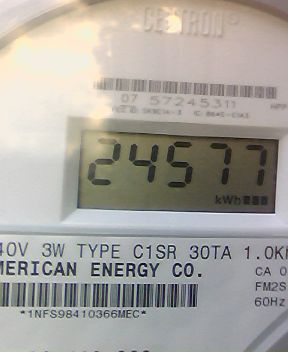 CENTRON®
07 57245311
24577
kWh
40V 3W TYPE C1SR 30TA 1.0K
MERICAN ENERGY CO.
CA 0
FM2S
60Hz
*1NFS98410366MEC*